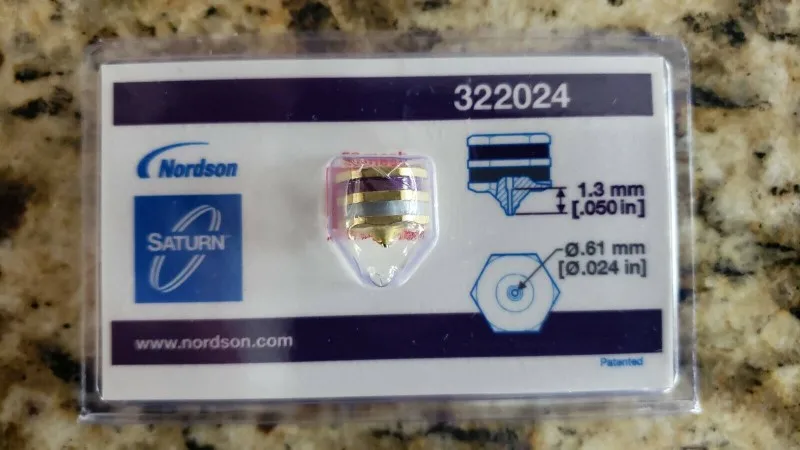 322024
Nordson
SATURN
1.3 mm
[.050 in]
Ø.61 mm
[Ø.024 in]
www.nordson.com
Patented